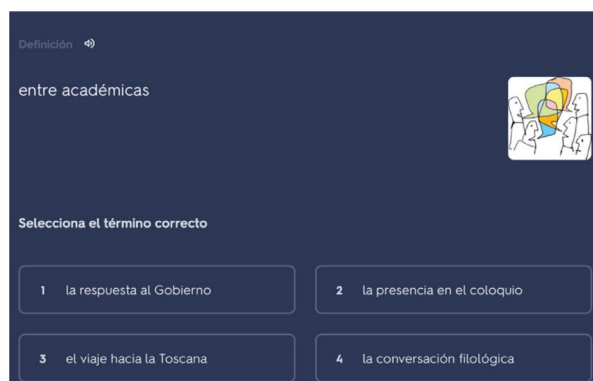 Definición
entre académicas
Selecciona el término correcto
1 la respuesta al Gobierno
2 la presencia en el coloquio
3 el viaje hacia la Toscana
4 la conversación filológica